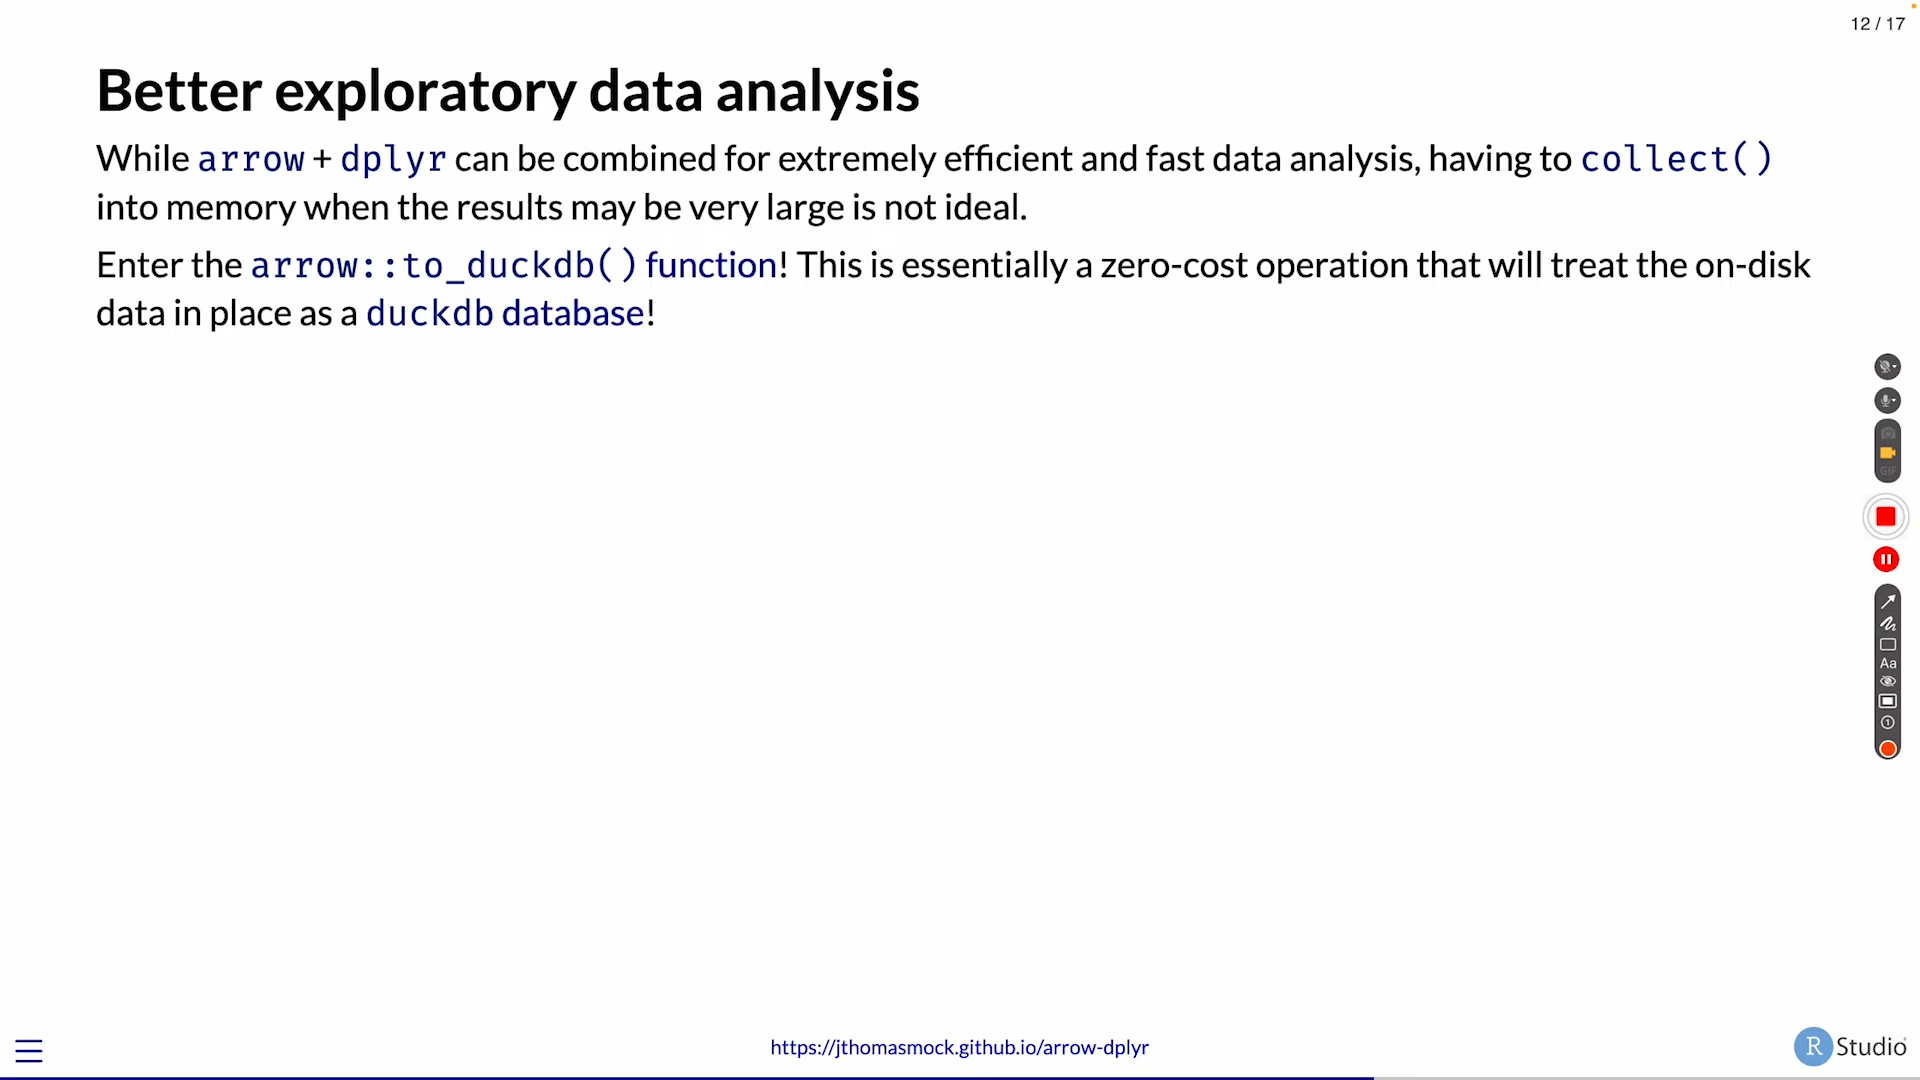 12 / 17
Better exploratory data analysis
While arrow + dplyr can be combined for extremely efficient and fast data analysis, having to collect()
into memory when the results may be very large is not ideal.
Enter the arrow::to_duckdb() function! This is essentially a zero-cost operation that will treat the on-disk
data in place as a duckdb database!
GIF
Aa
1
https://jthomasmock.github.io/arrow-dplyr
R Studio